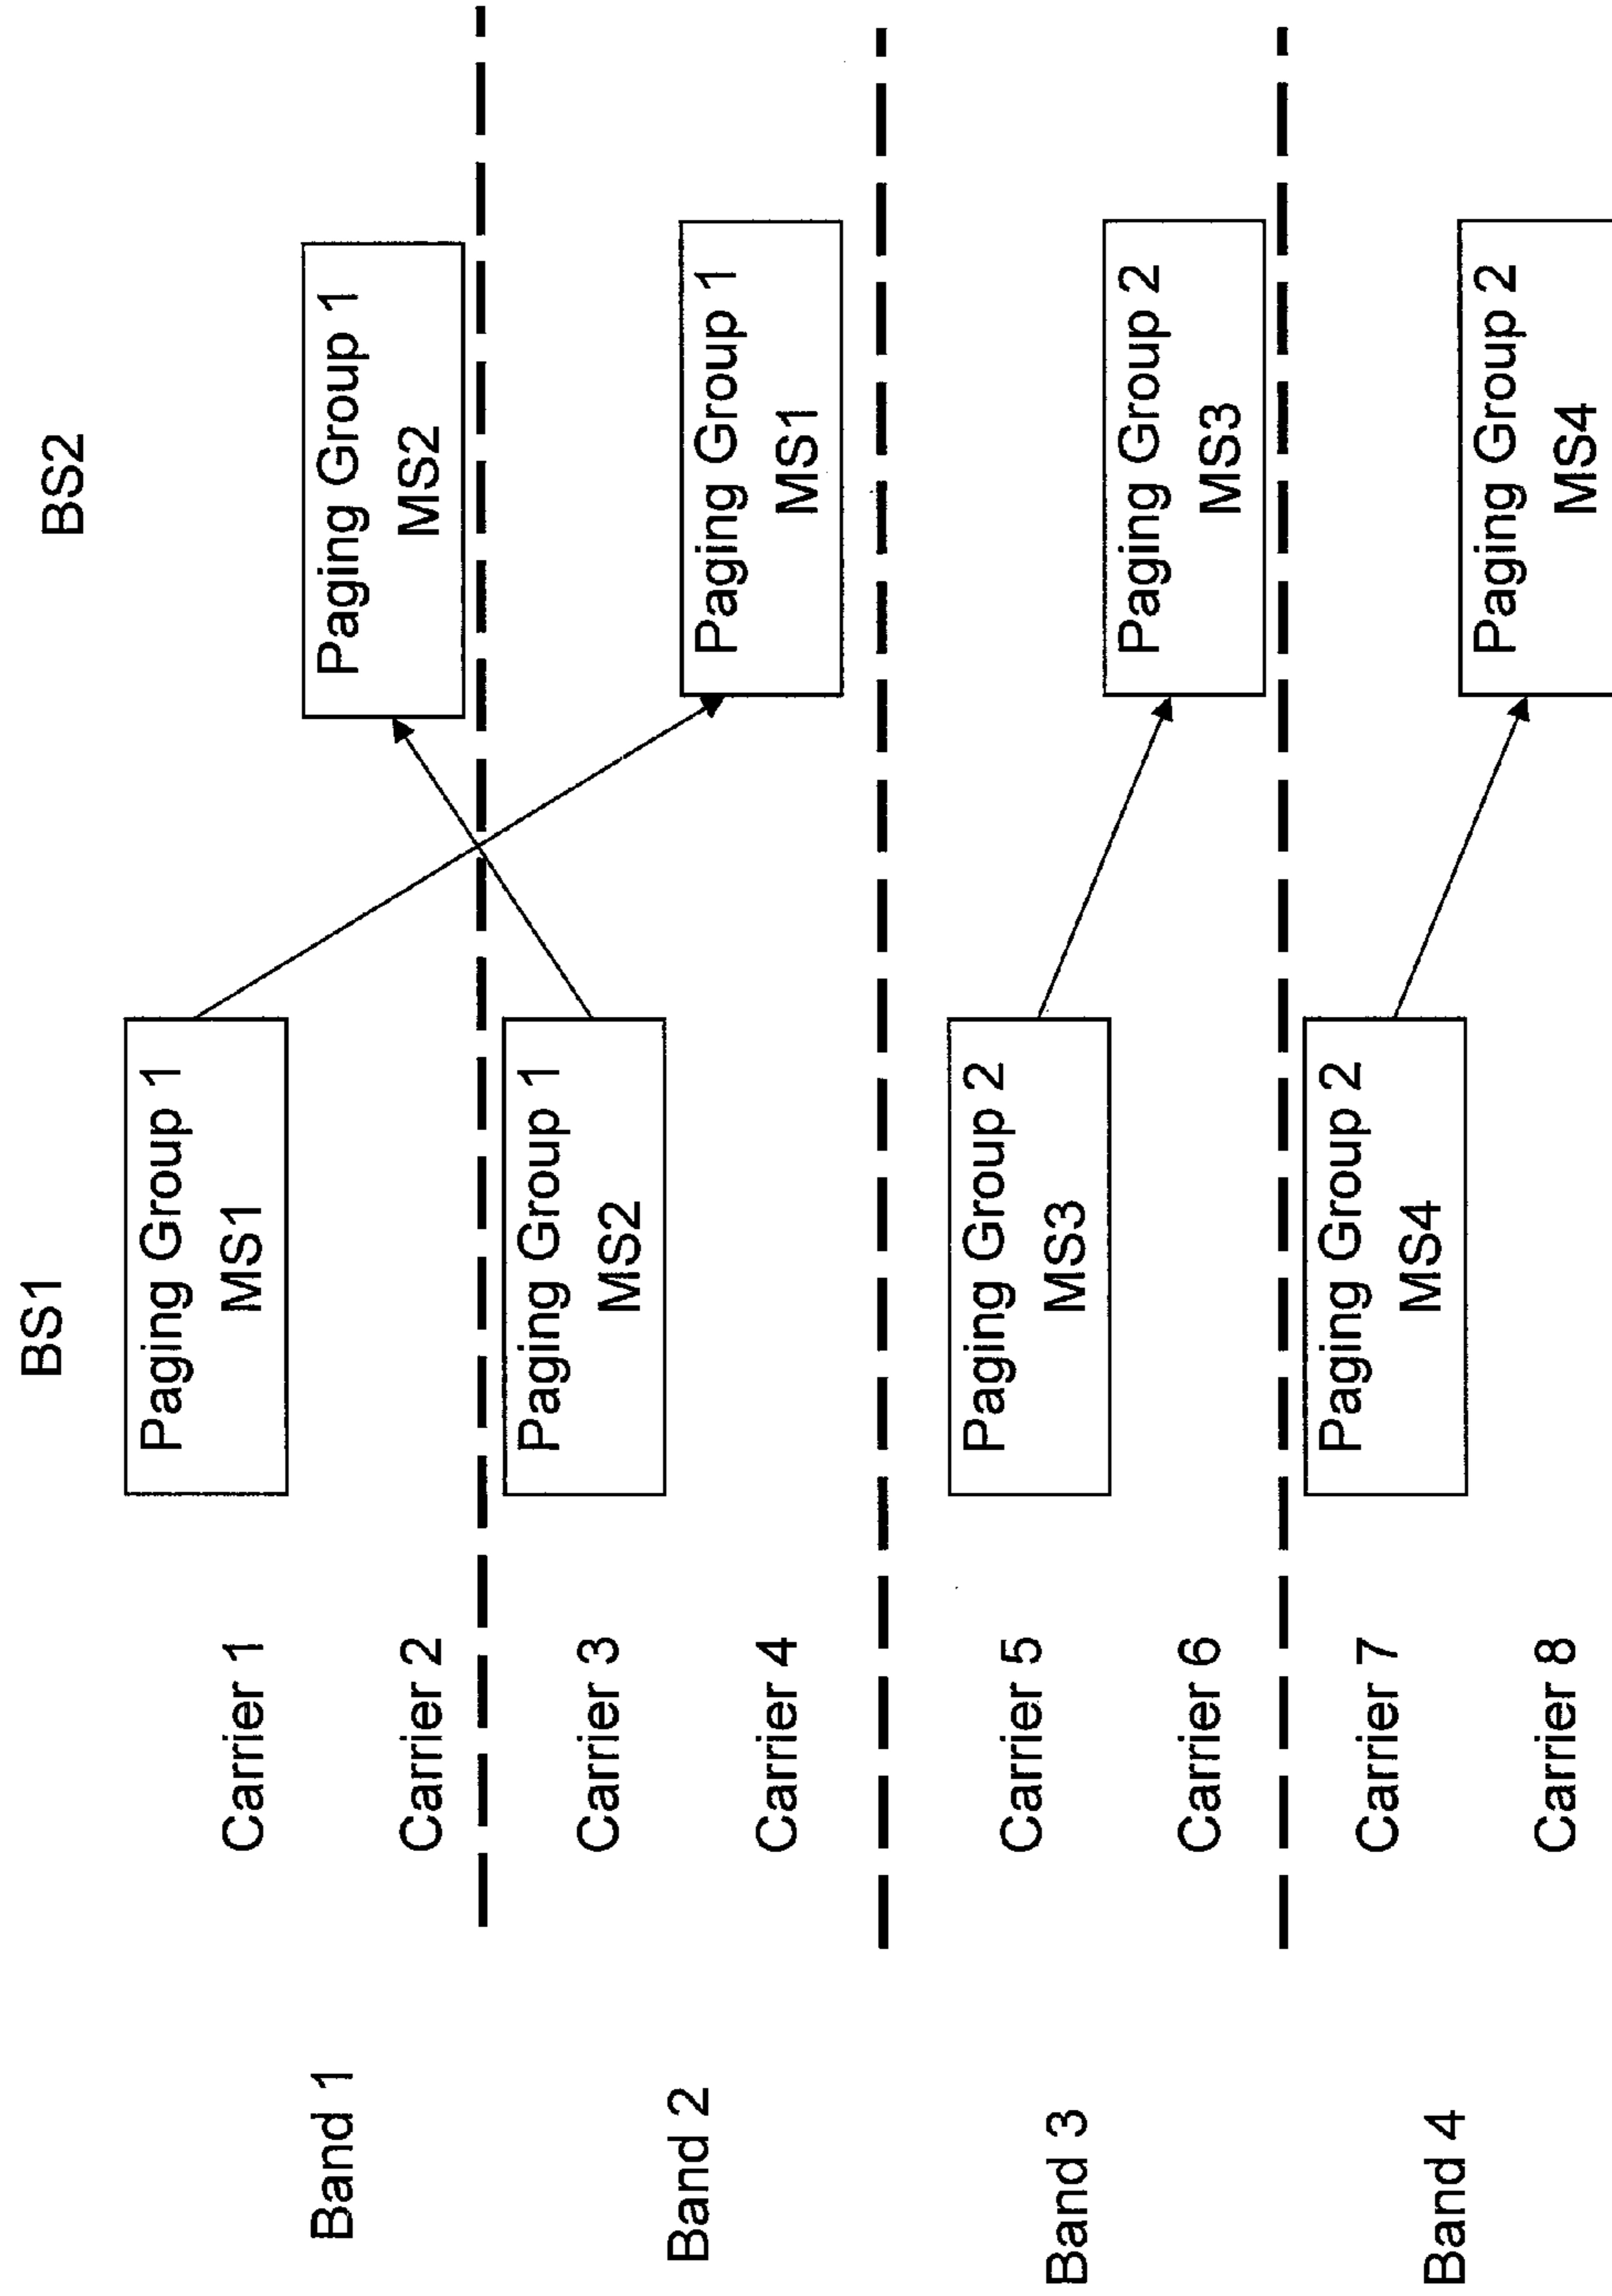 BS1
BS2
Band 1
Carrier 1
Paging Group 1
MS1
Carrier 2
Paging Group 1
MS2
Band 2
Carrier 3
Paging Group 1
MS2
Carrier 4
Paging Group 1
MS1
Band 3
Carrier 5
Paging Group 2
MS3
Carrier 6
Paging Group 2
MS3
Band 4
Carrier 7
Paging Group 2
MS4
Carrier 8
Paging Group 2
MS4